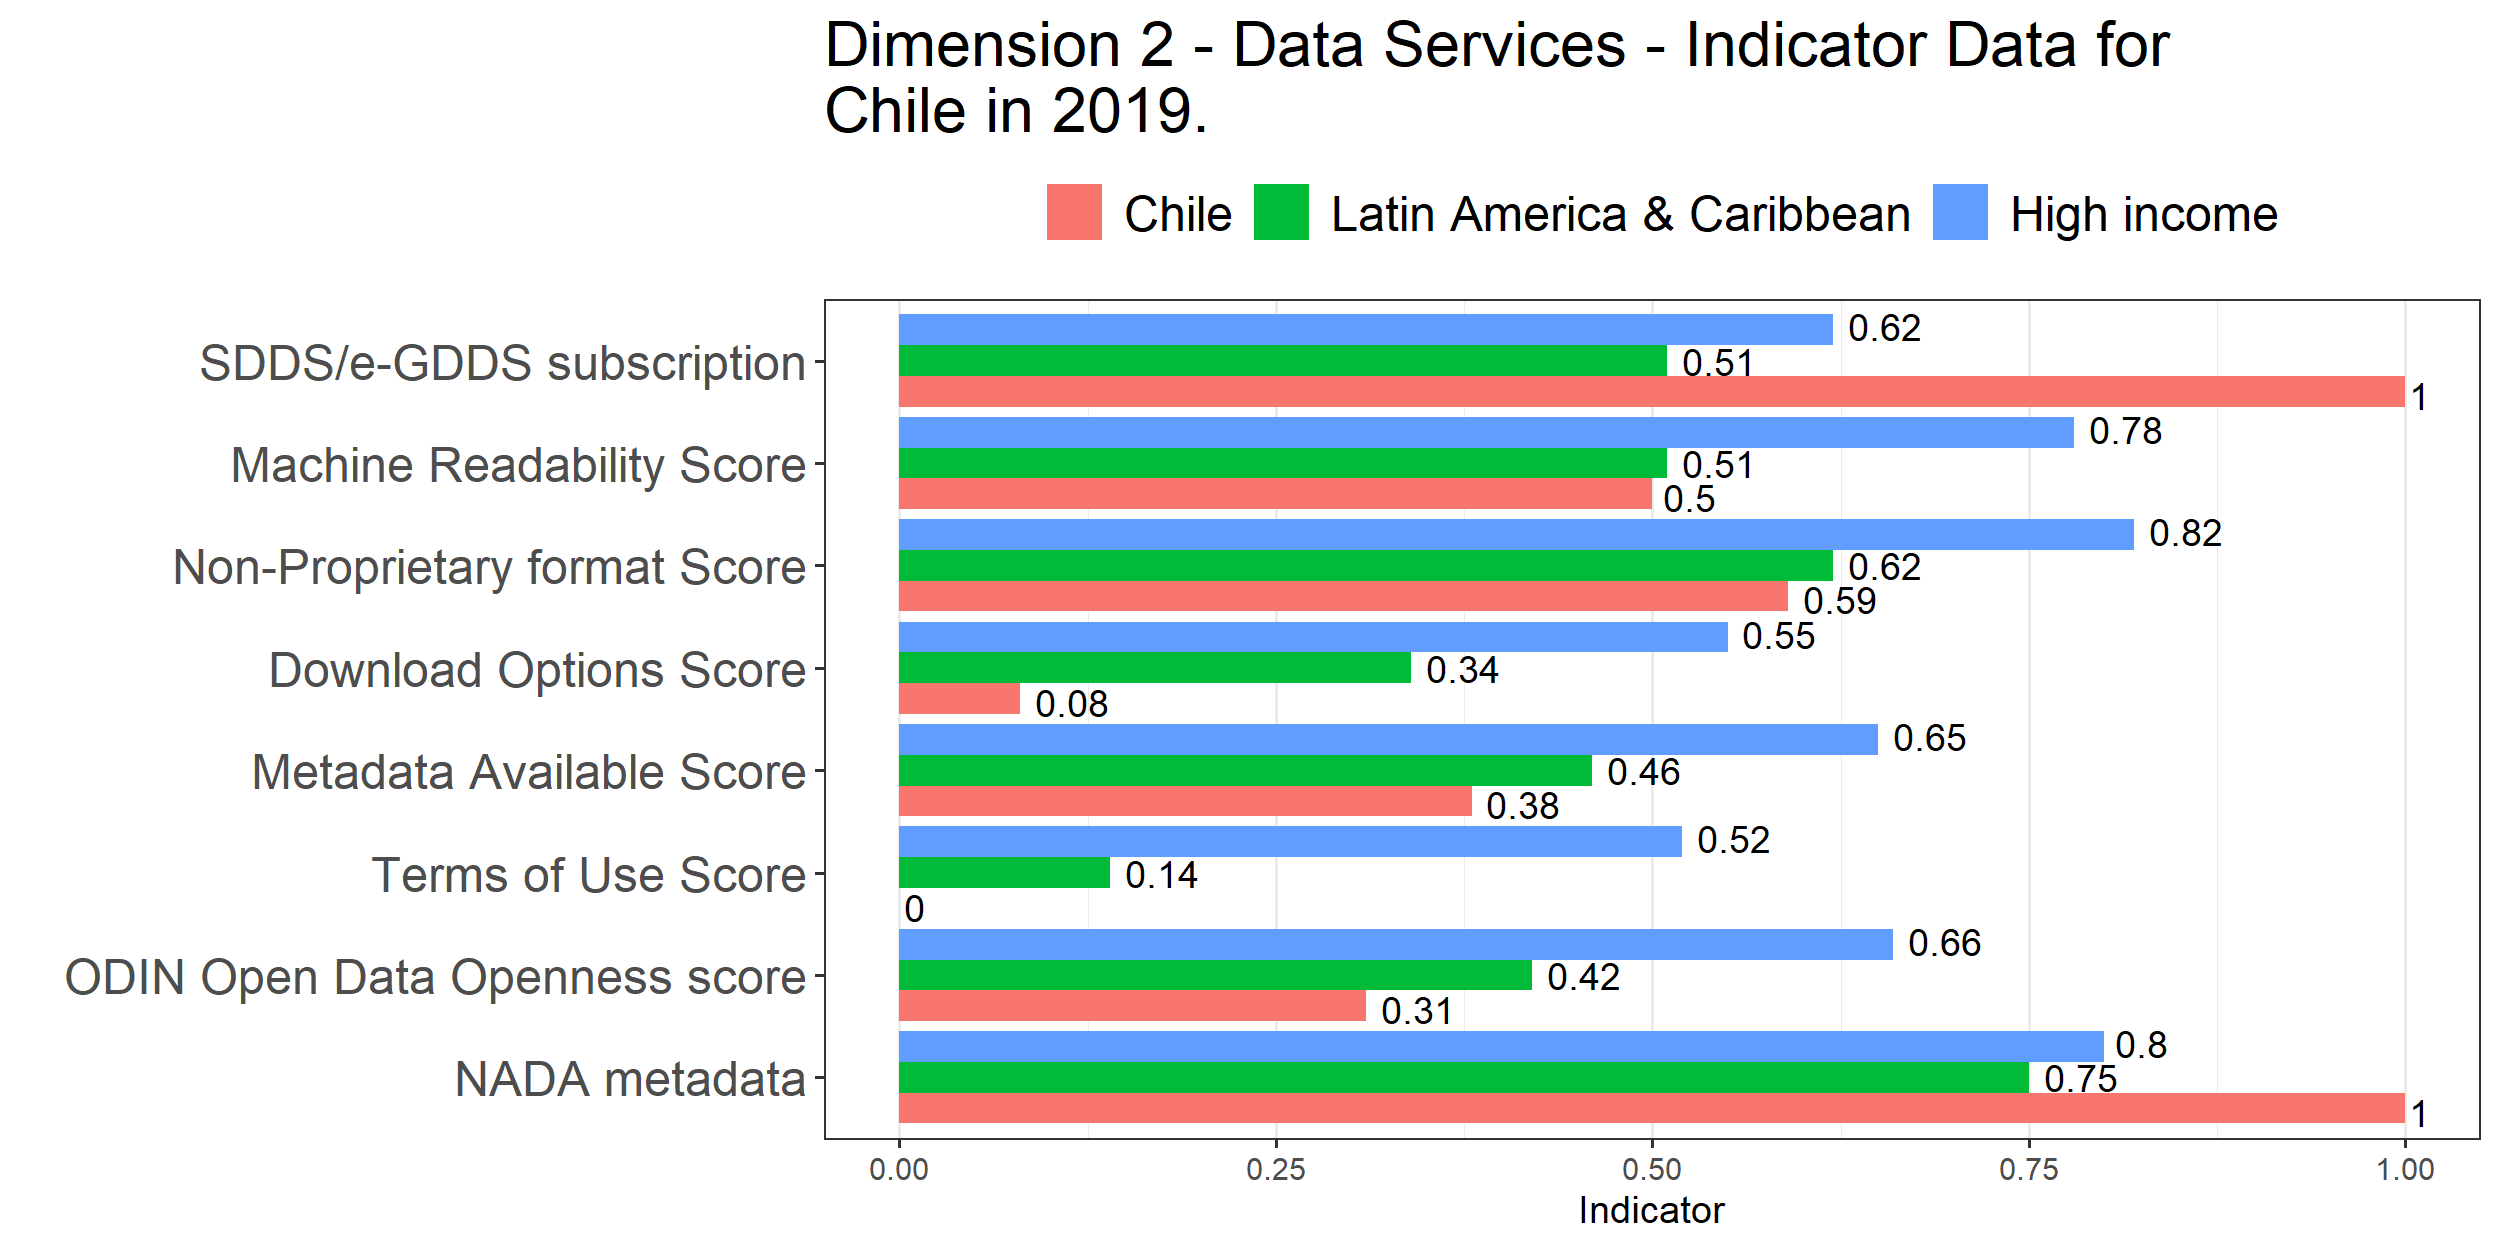 Dimension 2 - Data Services - Indicator Data for
Chile in 2019.
Chile
Latin America & Caribbean
High income
SDDS/e-GDDS subscription
0.62
0.51
1
Machine Readability Score
0.78
0.51
0.5
Non-Proprietary format Score
0.82
0.62
0.59
Download Options Score
0.55
0.34
0.08
Metadata Available Score
0.65
0.46
0.38
Terms of Use Score
0.52
0.14
0
ODIN Open Data Openness score
0.66
0.42
0.31
NADA metadata
0.8
0.75
1
0.00
0.25
0.50
0.75
1.00
Indicator